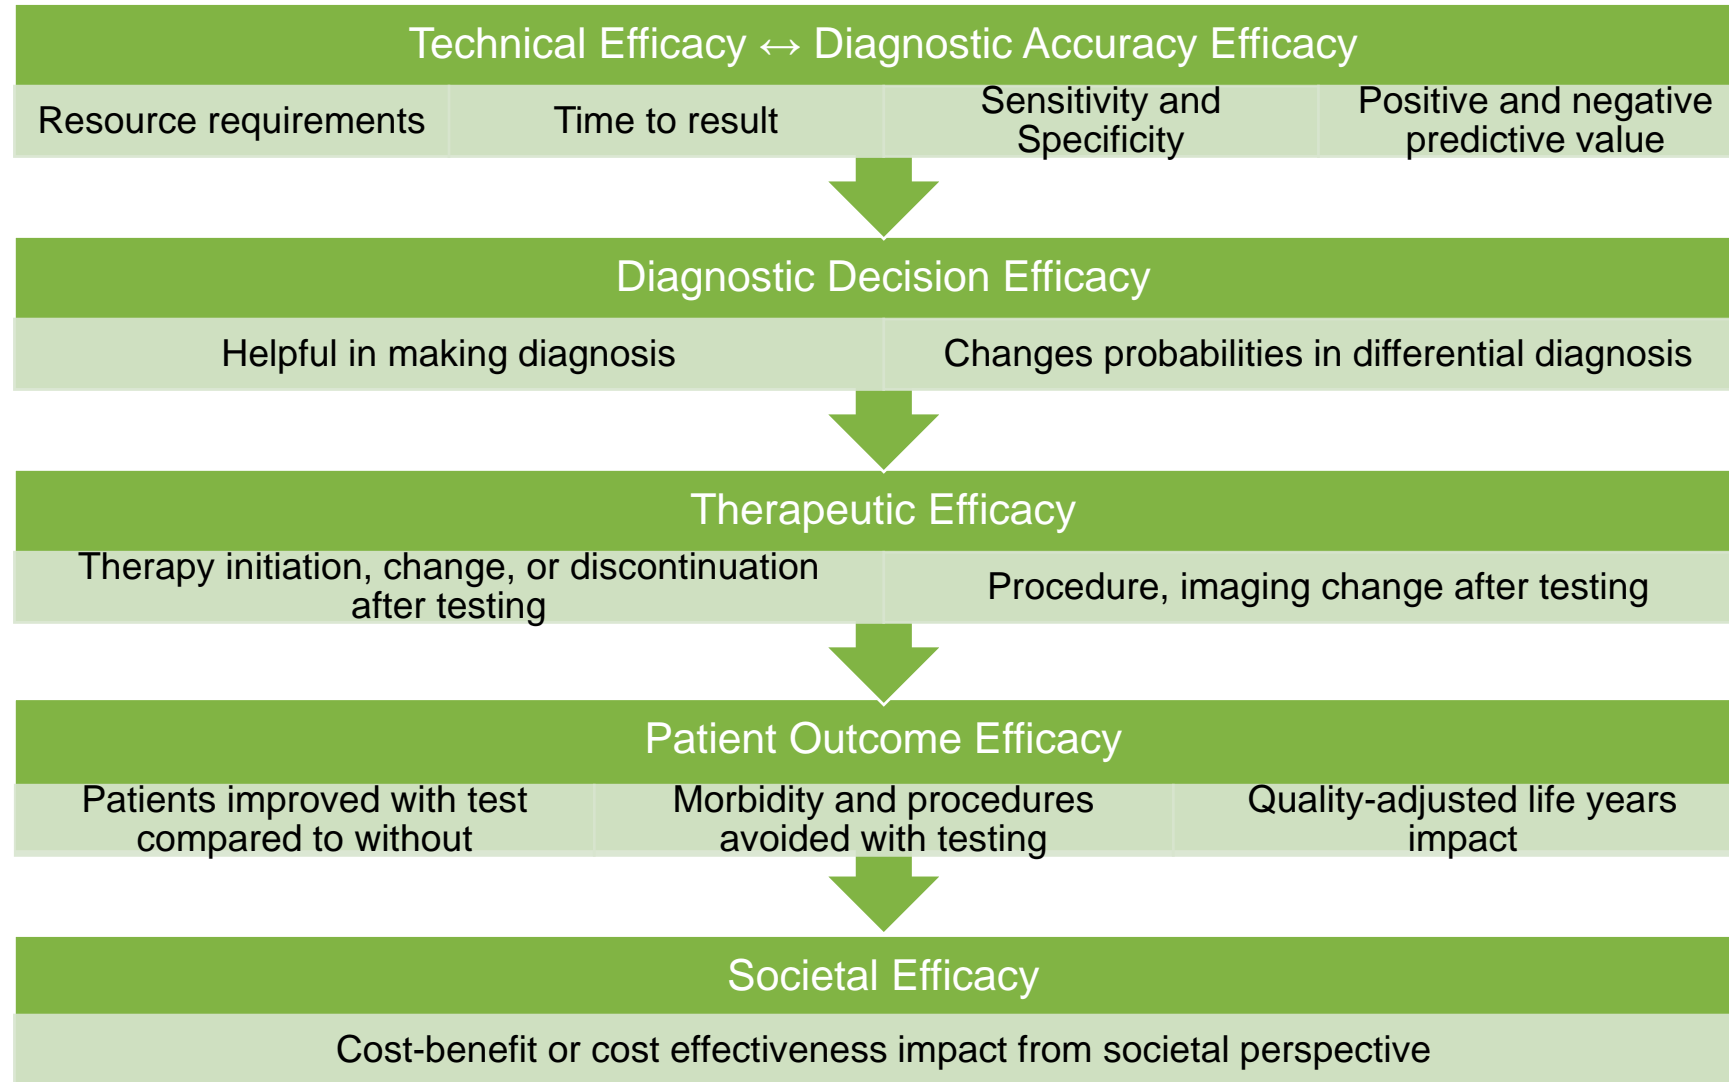 Technical Efficacy ↔ Diagnostic Accuracy Efficacy
Resource requirements
Time to result
Sensitivity and
Specificity
Positive and negative
predictive value
Diagnostic Decision Efficacy
Helpful in making diagnosis
Changes probabilities in differential diagnosis
Therapeutic Efficacy
Therapy initiation, change, or discontinuation
after testing
Procedure, imaging change after testing
Patient Outcome Efficacy
Patients improved with test
compared to without
Morbidity and procedures
avoided with testing
Quality-adjusted life years
impact
Societal Efficacy
Cost-benefit or cost effectiveness impact from societal perspective